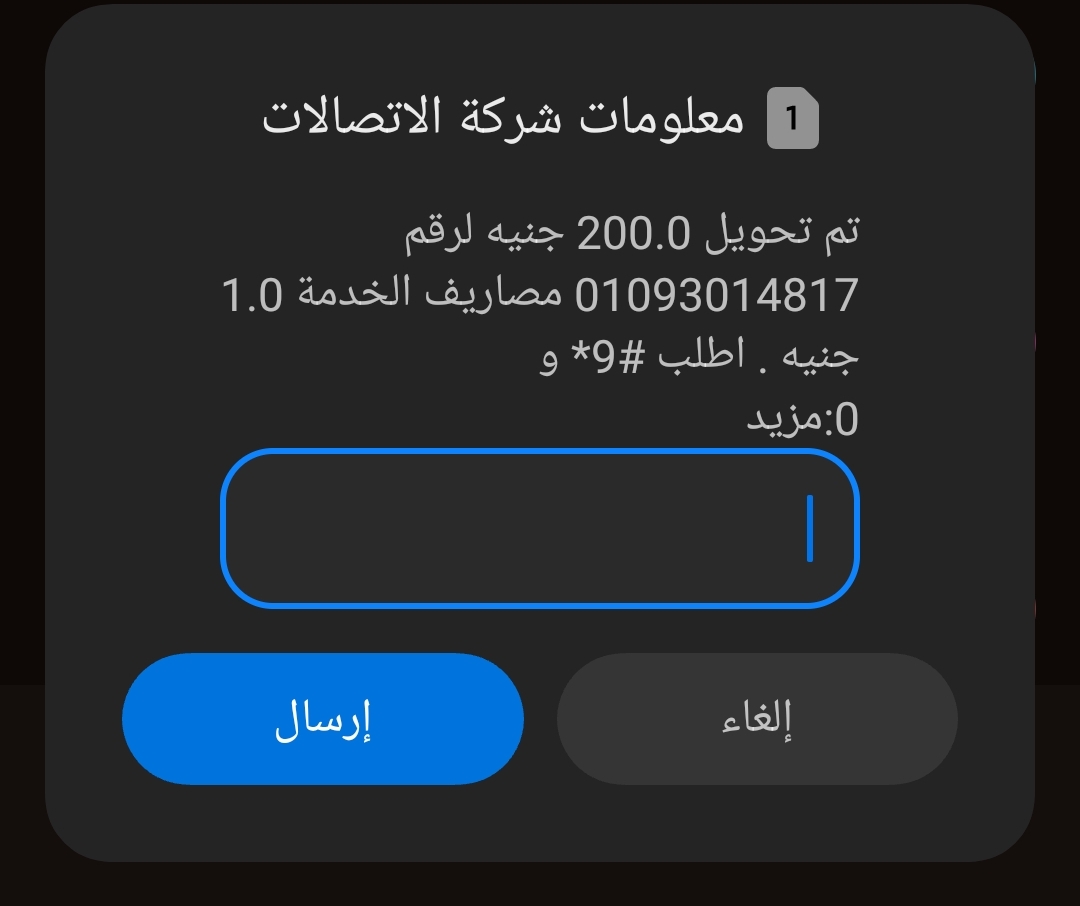 1 معلومات شركة الاتصالات
تم تحويل 200.0 جنيه لرقم
01093014817 مصاريف الخدمة 1.0
جنيه . اطلب #9* و
0:مزيد
إلغاء
إرسال